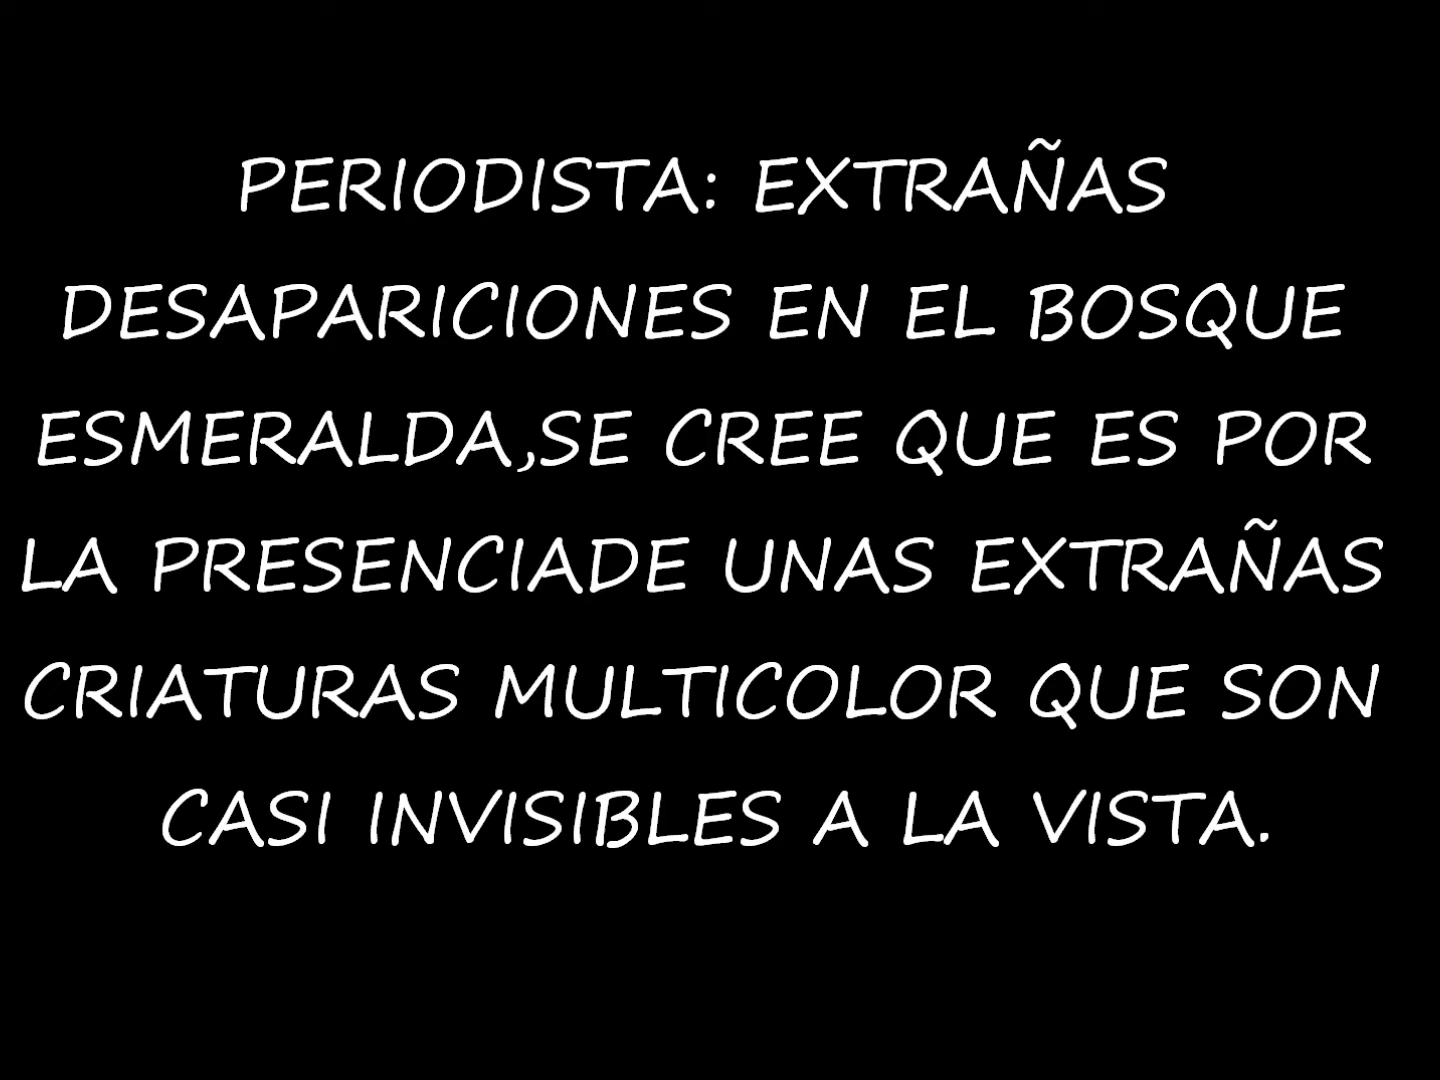 PERIODISTA: EXTRAÑAS
DESAPARICIONES EN EL BOSQUE
ESMERALDA,SE CREE QUE ES POR
LA PRESENCIADE UNAS EXTRAÑAS
CRIATURAS MULTICOLOR QUE SON
CASI INVISIBLES A LA VISTA.